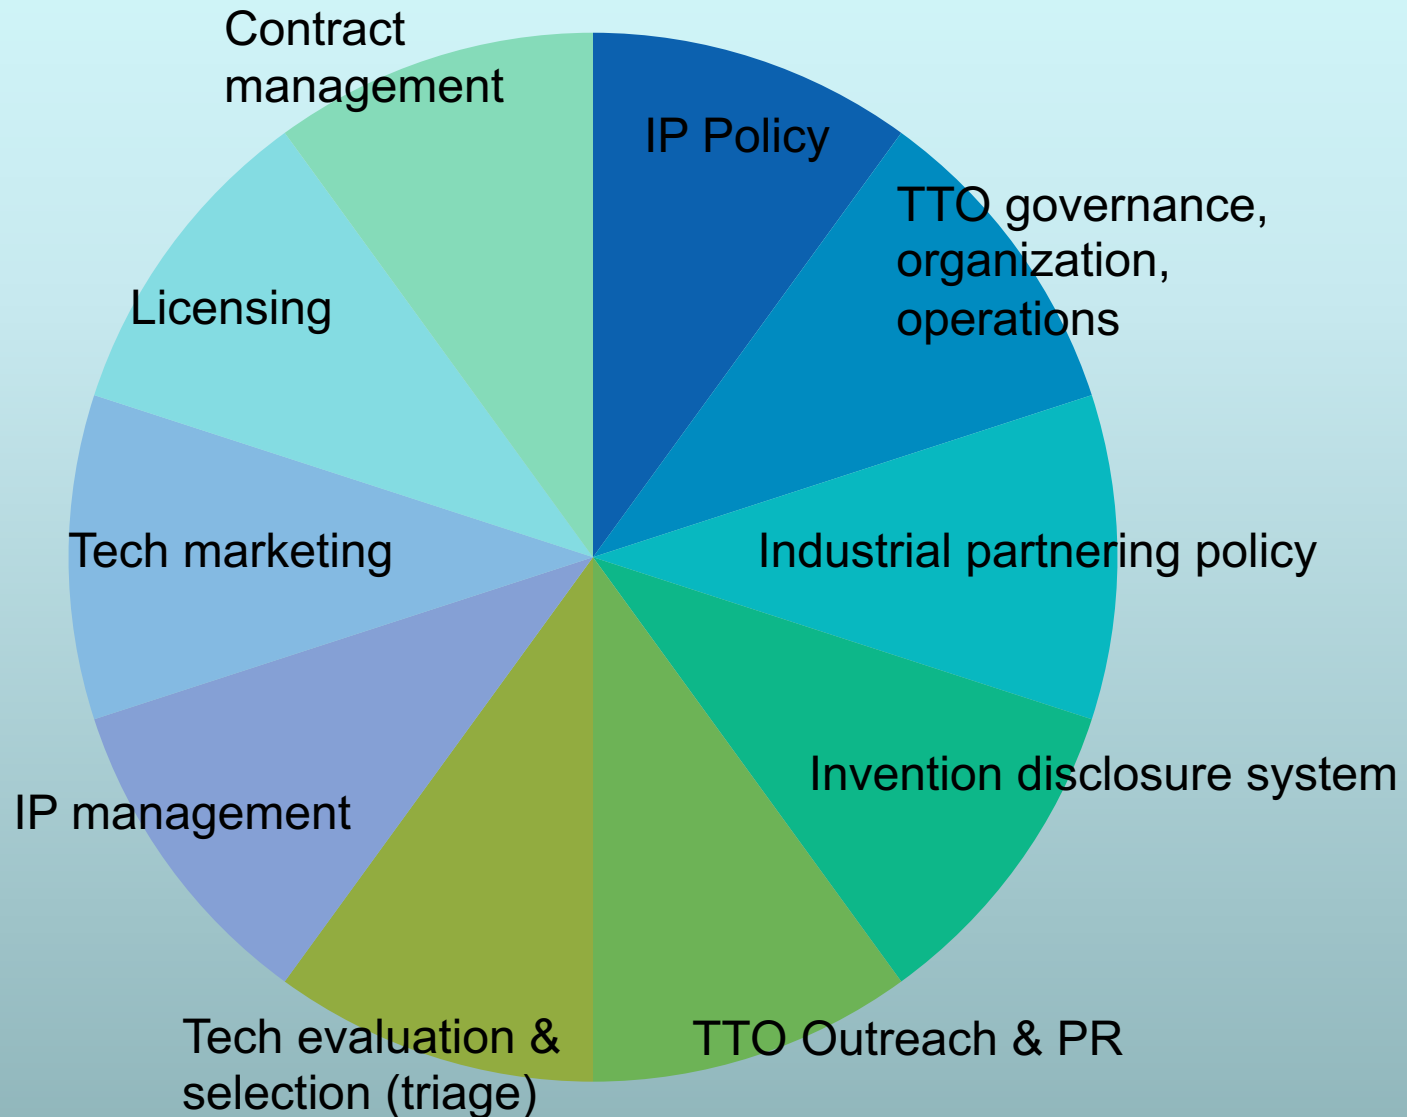 Contract
management
IP Policy
TTO governance,
organization,
operations
Licensing
Tech marketing
Industrial partnering policy
Invention disclosure system
IP management
Tech evaluation &
selection (triage)
TTO Outreach & PR